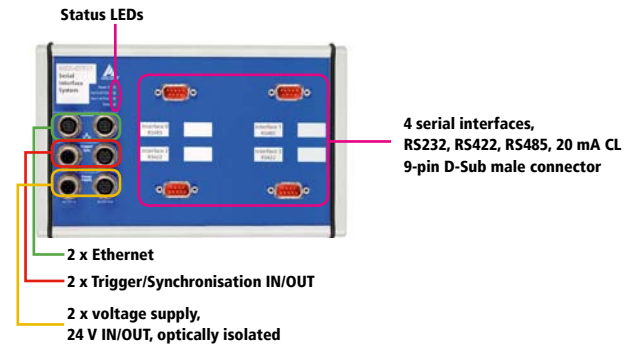 Status LEDs
Serial
Interface
System
Interface 0
RS485
Interface 1
RS485
Interface 2
RS422
Interface 3
RS422
4 serial interfaces,
RS232, RS422, RS485, 20 mA CL
9-pin D-Sub male connector
2 x Ethernet
2 x Trigger/Synchronisation IN/OUT
2 x voltage supply,
24 V IN/OUT, optically isolated